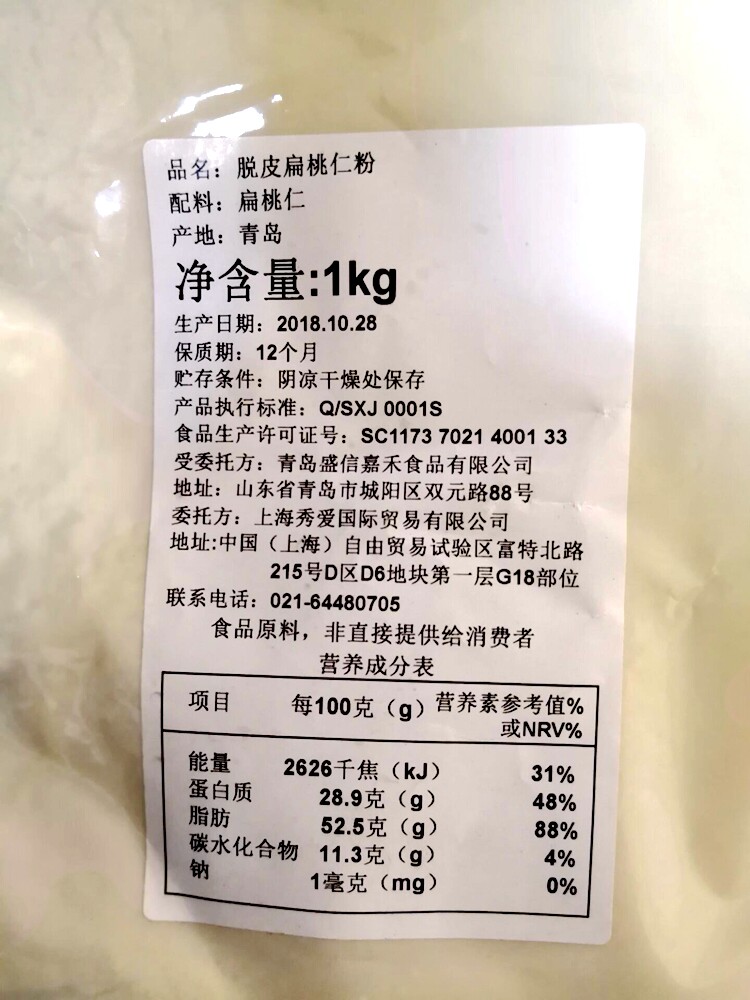 品名：脱皮扁桃仁粉
配料：扁桃仁
产地：青岛
净含量:1kg
生产日期：2018.10.28
保质期：12个月
贮存条件：阴凉干燥处保存
产品执行标准：Q/SXJ 0001S
食品生产许可证号：SC1173 7021 4001 33
受委托方：青岛盛信嘉禾食品有限公司
地址：山东省青岛市城阳区双元路88号
委托方：上海秀爱国际贸易有限公司
地址:中国（上海）自由贸易试验区富特北路
215号D区D6地块第一层G18部位
联系电话：021-64480705
食品原料，非直接提供给消费者
营养成分表
项目 每100克（g） 营养素参考值%
或NRV%
能量 2626千焦（kJ） 31%
蛋白质 28.9克（g） 48%
脂肪 52.5克（g） 88%
碳水化合物 11.3克（g） 4%
钠 1毫克（mg） 0%